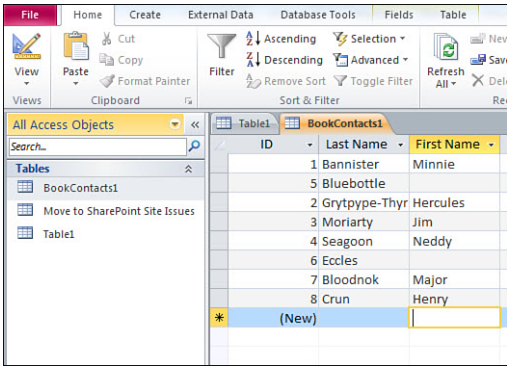 File Home Create External Data Database Tools Fields Table
View
Views
Paste
Cut
Copy
Format Painter
Clipboard
Filter
Ascending
Descending
Remove Sort
Selection
Advanced
Toggle Filter
Sort & Filter
Refresh
All
All Access Objects
Search...
Tables
BookContacts1
Move to SharePoint Site Issues
Table1
Table1 BookContacts1
ID Last Name First Name
1 Bannister Minnie
5 Bluebottle
2 Grytpype-Thyr Hercules
3 Moriarty Jim
4 Seagoon Neddy
6 Eccles
7 Bloodnok Major
8 Crun Henry
(New)